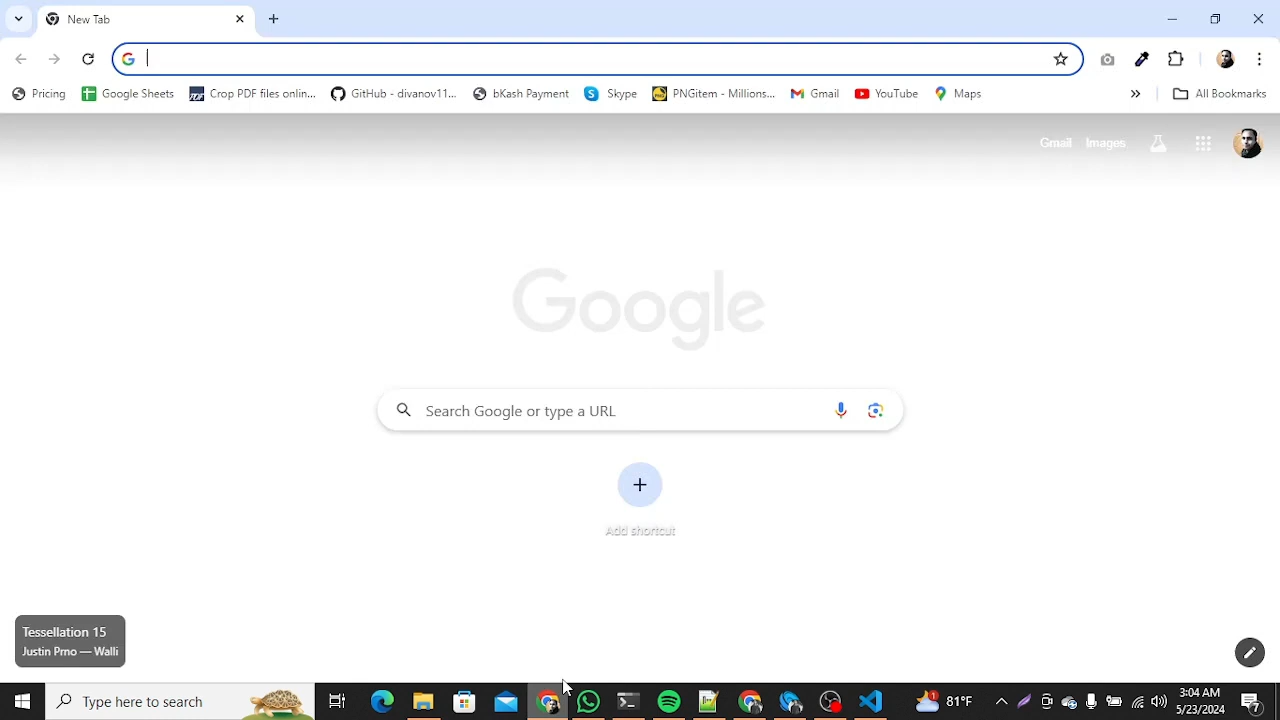 New Tab
Pricing Google Sheets Crop PDF files onlin... GitHub - divanov11... bKash Payment Skype PNGitem - Millions... Gmail YouTube Maps » All Bookmarks
Gmail Images
Google
Search Google or type a URL
Add shortcut
Tessellation 15
Justin Prno — Walli
Type here to search
1 81°F
3:04 AM
5/23/2024
7